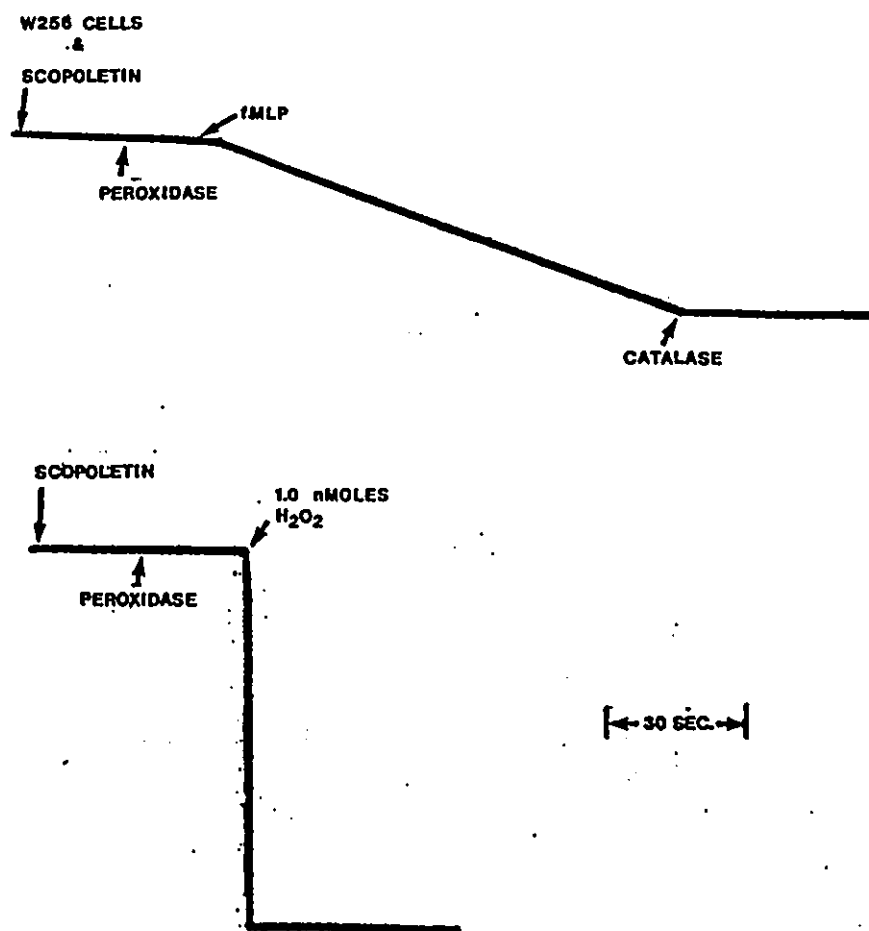 W256 CELLS
&
SCOPOLETIN
fMLP
PEROXIDASE
CATALASE
SCOPOLETIN
1.0 nMOLES
H₂O₂
PEROXIDASE
30 SEC.